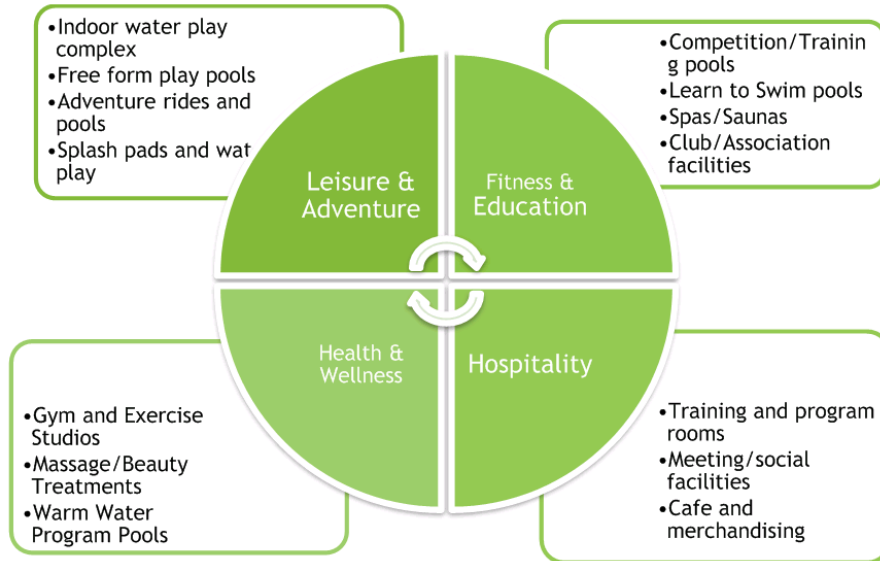 •Indoor water play
complex
•Free form play pools
•Adventure rides and
pools
•Splash pads and wat
play
•Competition/Trainin
g pools
•Learn to Swim pools
•Spas/Saunas
•Club/Association
facilities
Leisure &
Adventure
Fitness &
Education
Health &
Wellness
Hospitality
•Gym and Exercise
Studios
•Massage/Beauty
Treatments
•Warm Water
Program Pools
•Training and program
rooms
•Meeting/social
facilities
•Cafe and
merchandising